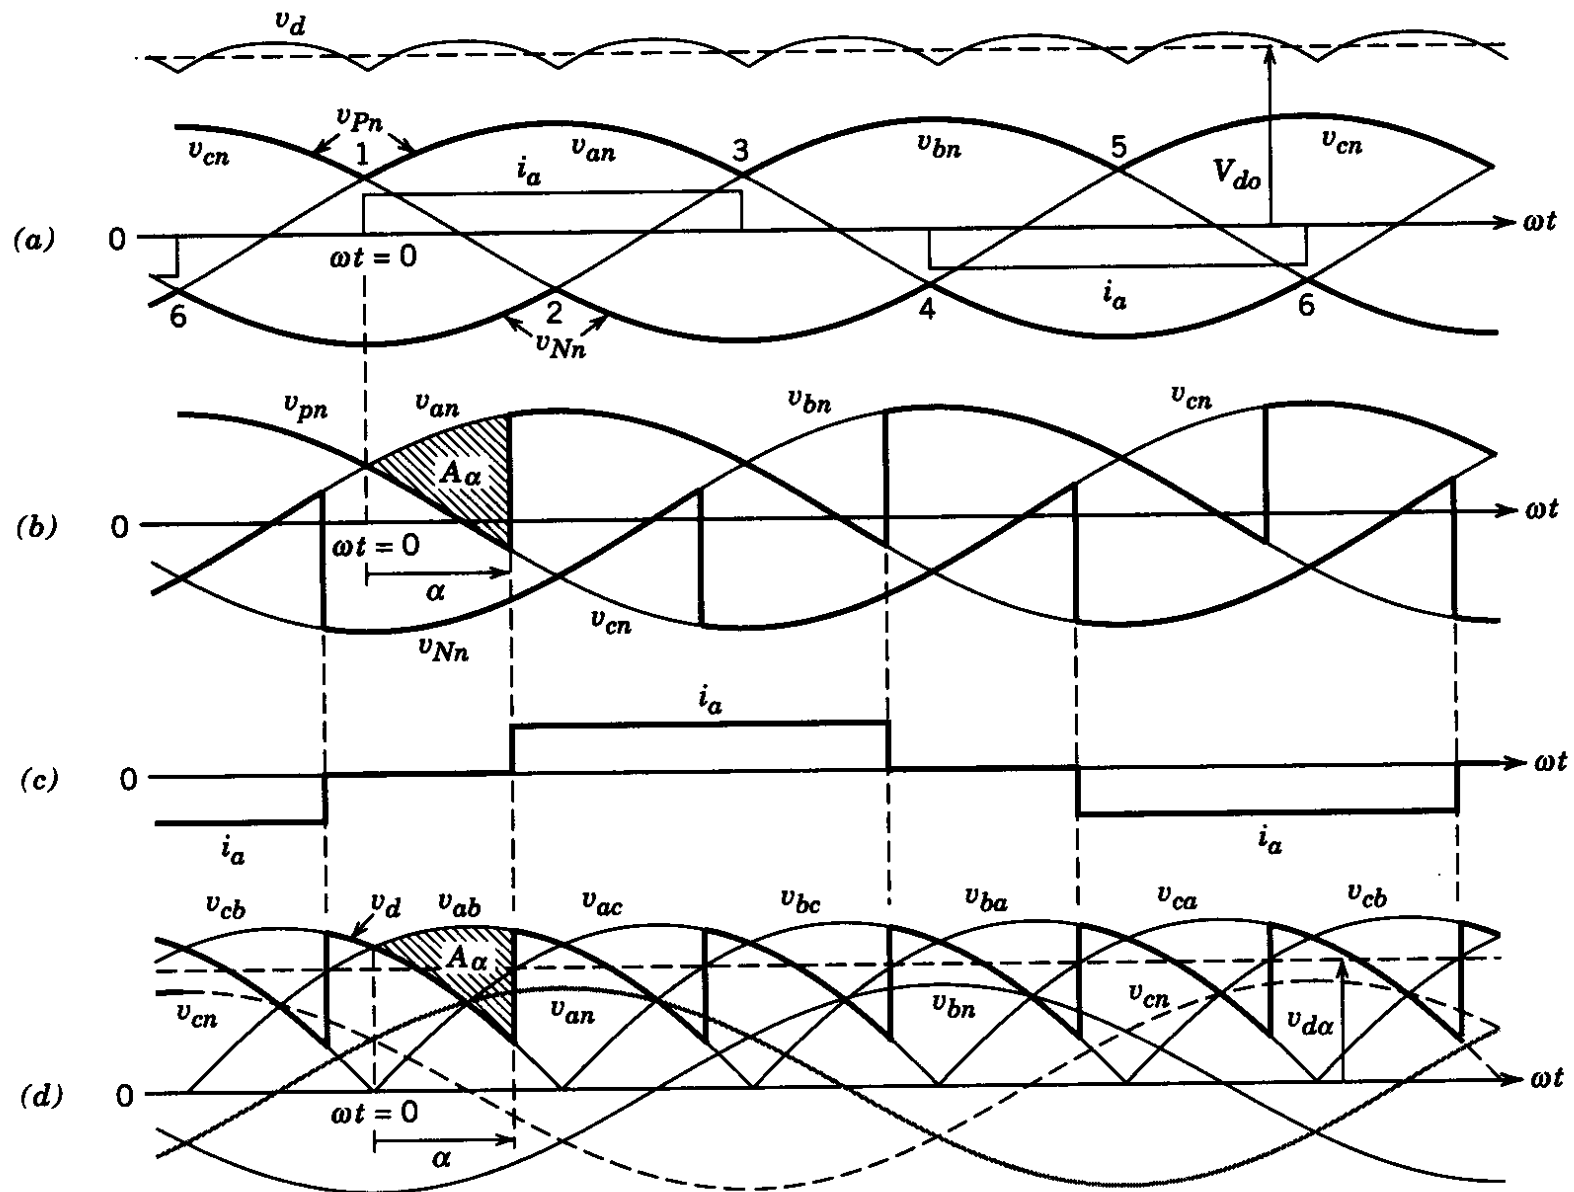 v_d
v_Pn
v_cn 1 v_an 3 v_bn 5 v_cn
i_a V_do
(a) 0 ωt
ωt = 0
i_a
6 2 4 6
v_Nn
v_pn v_an v_bn v_cn
A_α
(b) 0 ωt
ωt = 0
α
v_cn
v_Nn
i_a
(c) 0 ωt
i_a i_a
v_cb v_d v_ab v_ac v_bc v_ba v_ca v_cb
A_α
v_cn v_an v_bn v_cn v_dα
(d) 0 ωt
ωt = 0
α